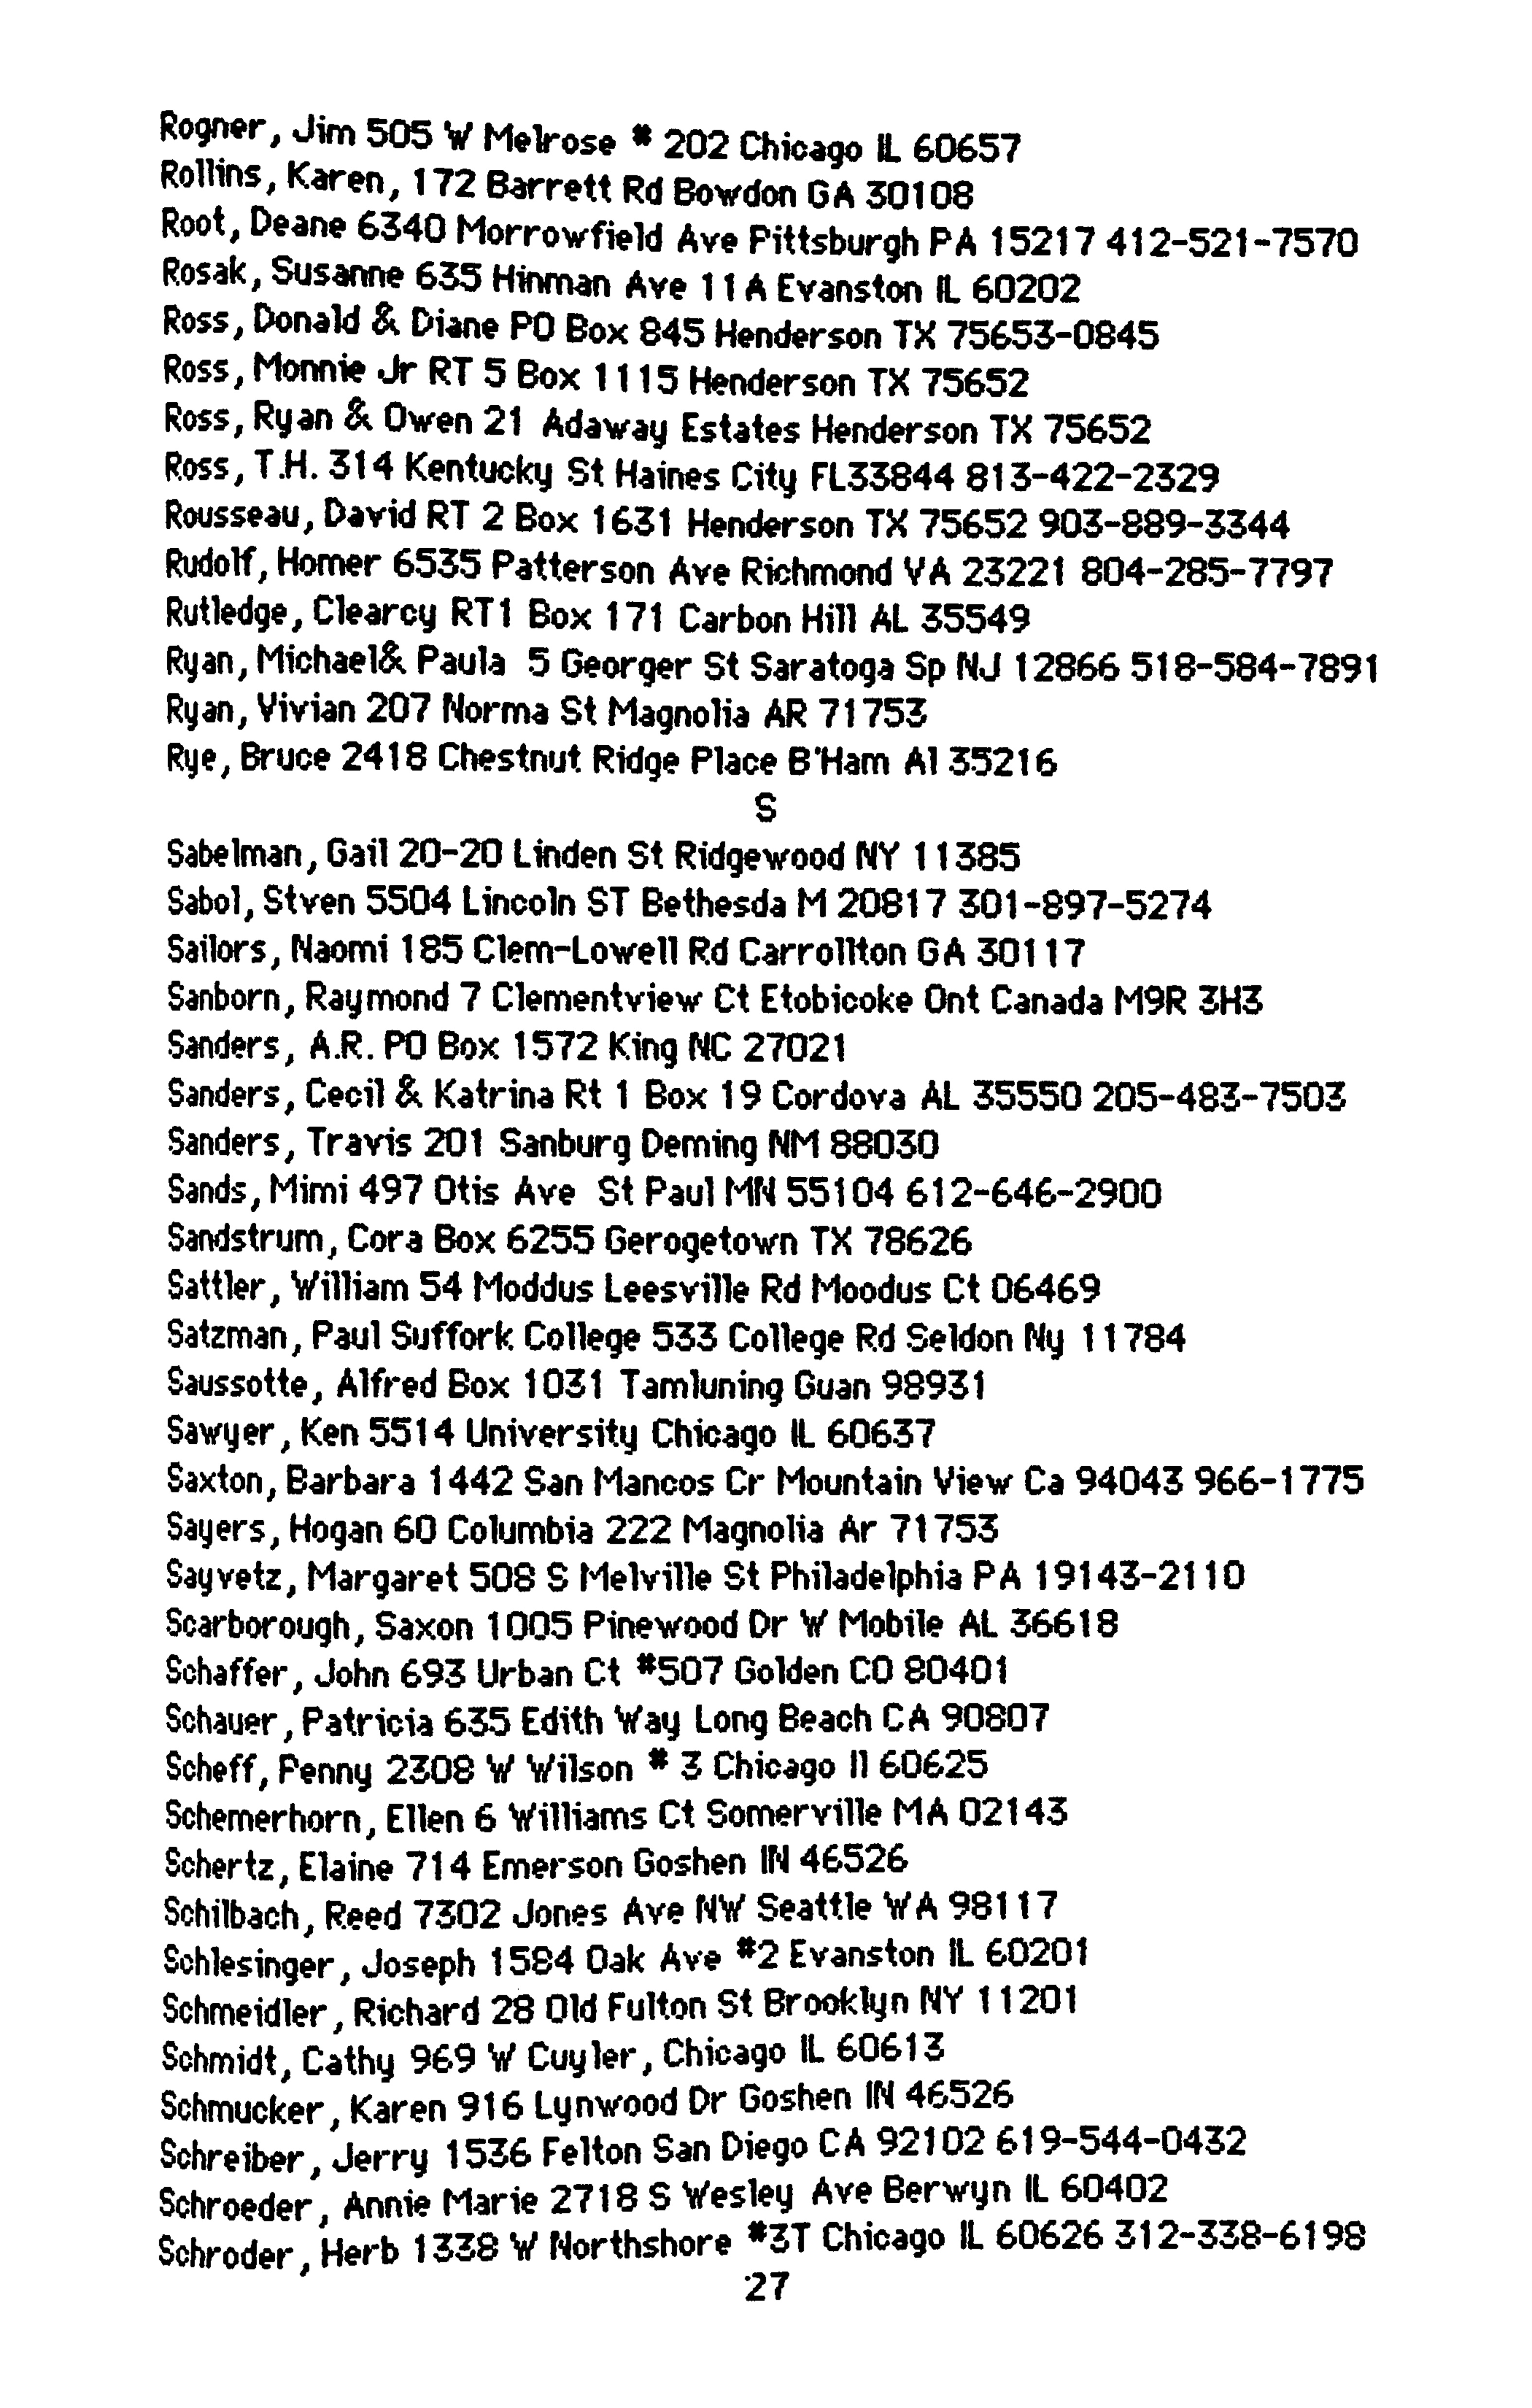 Rogner, Jim 505 W Melrose # 202 Chicago IL 60657
Rollins, Karen, 172 Barrett Rd Bowdon GA 30108
Root, Deane 6340 Morrowfield Ave Pittsburgh PA 15217 412-521-7570
Rosak, Susanne 635 Hinman Ave 11A Evanston IL 60202
Ross, Donald & Diane PO Box 845 Henderson TX 75653-0845
Ross, Monnie Jr RT 5 Box 1115 Henderson TX 75652
Ross, Ryan & Owen 21 Adaway Estates Henderson TX 75652
Ross, T.H. 314 Kentucky St Haines City FL33844 813-422-2329
Rousseau, David RT 2 Box 1631 Henderson TX 75652 903-889-3344
Rudolf, Homer 6535 Patterson Ave Richmond VA 23221 804-285-7797
Rutledge, Clearcy RT1 Box 171 Carbon Hill AL 35549
Ryan, Michael& Paula 5 Georger St Saratoga Sp NJ 12866 518-584-7891
Ryan, Vivian 207 Norma St Magnolia AR 71753
Rye, Bruce 2418 Chestnut Ridge Place B'Ham Al 35216
S
Sabelman, Gail 20-20 Linden St Ridgewood NY 11385
Sabol, Stven 5504 Lincoln ST Bethesda M 20817 301-897-5274
Sailors, Naomi 185 Clem-Lowell Rd Carrollton GA 30117
Sanborn, Raymond 7 Clementview Ct Etobicoke Ont Canada M9R 3H3
Sanders, A.R. PO Box 1572 King NC 27021
Sanders, Cecil & Katrina Rt 1 Box 19 Cordova AL 35550 205-483-7503
Sanders, Travis 201 Sanburg Deming NM 88030
Sands, Mimi 497 Otis Ave St Paul MN 55104 612-646-2900
Sandstrum, Cora Box 6255 Gerogetown TX 78626
Sattler, William 54 Moddus Leesville Rd Moodus Ct 06469
Satzman, Paul Suffork College 533 College Rd Seldon Ny 11784
Saussotte, Alfred Box 1031 Tamluning Guan 98931
Sawyer, Ken 5514 University Chicago IL 60637
Saxton, Barbara 1442 San Mancos Cr Mountain View Ca 94043 966-1775
Sayers, Hogan 60 Columbia 222 Magnolia Ar 71753
Sayvetz, Margaret 508 S Melville St Philadelphia PA 19143-2110
Scarborough, Saxon 1005 Pinewood Dr W Mobile AL 36618
Schaffer, John 693 Urban Ct #507 Golden CO 80401
Schauer, Patricia 635 Edith Way Long Beach CA 90807
Scheff, Penny 2308 W Wilson # 3 Chicago Il 60625
Schemerhorn, Ellen 6 Williams Ct Somerville MA 02143
Schertz, Elaine 714 Emerson Goshen IN 46526
Schilbach, Reed 7302 Jones Ave NW Seattle WA 98117
Schlesinger, Joseph 1584 Oak Ave #2 Evanston IL 60201
Schmeidler, Richard 28 Old Fulton St Brooklyn NY 11201
Schmidt, Cathy 969 W Cuyler, Chicago IL 60613
Schmucker, Karen 916 Lynwood Dr Goshen IN 46526
Schreiber, Jerry 1536 Felton San Diego CA 92102 619-544-0432
Schroeder, Annie Marie 2718 S Wesley Ave Berwyn IL 60402
Schroder, Herb 1338 W Northshore #3T Chicago IL 60626 312-338-6198
27